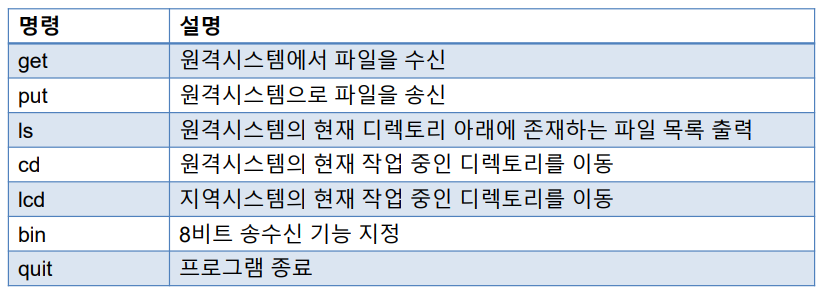 명령 설명
get 원격시스템에서 파일을 수신
put 원격시스템으로 파일을 송신
ls 원격시스템의 현재 디렉토리 아래에 존재하는 파일 목록 출력
cd 원격시스템의 현재 작업 중인 디렉토리를 이동
lcd 지역시스템의 현재 작업 중인 디렉토리를 이동
bin 8비트 송수신 기능 지정
quit 프로그램 종료